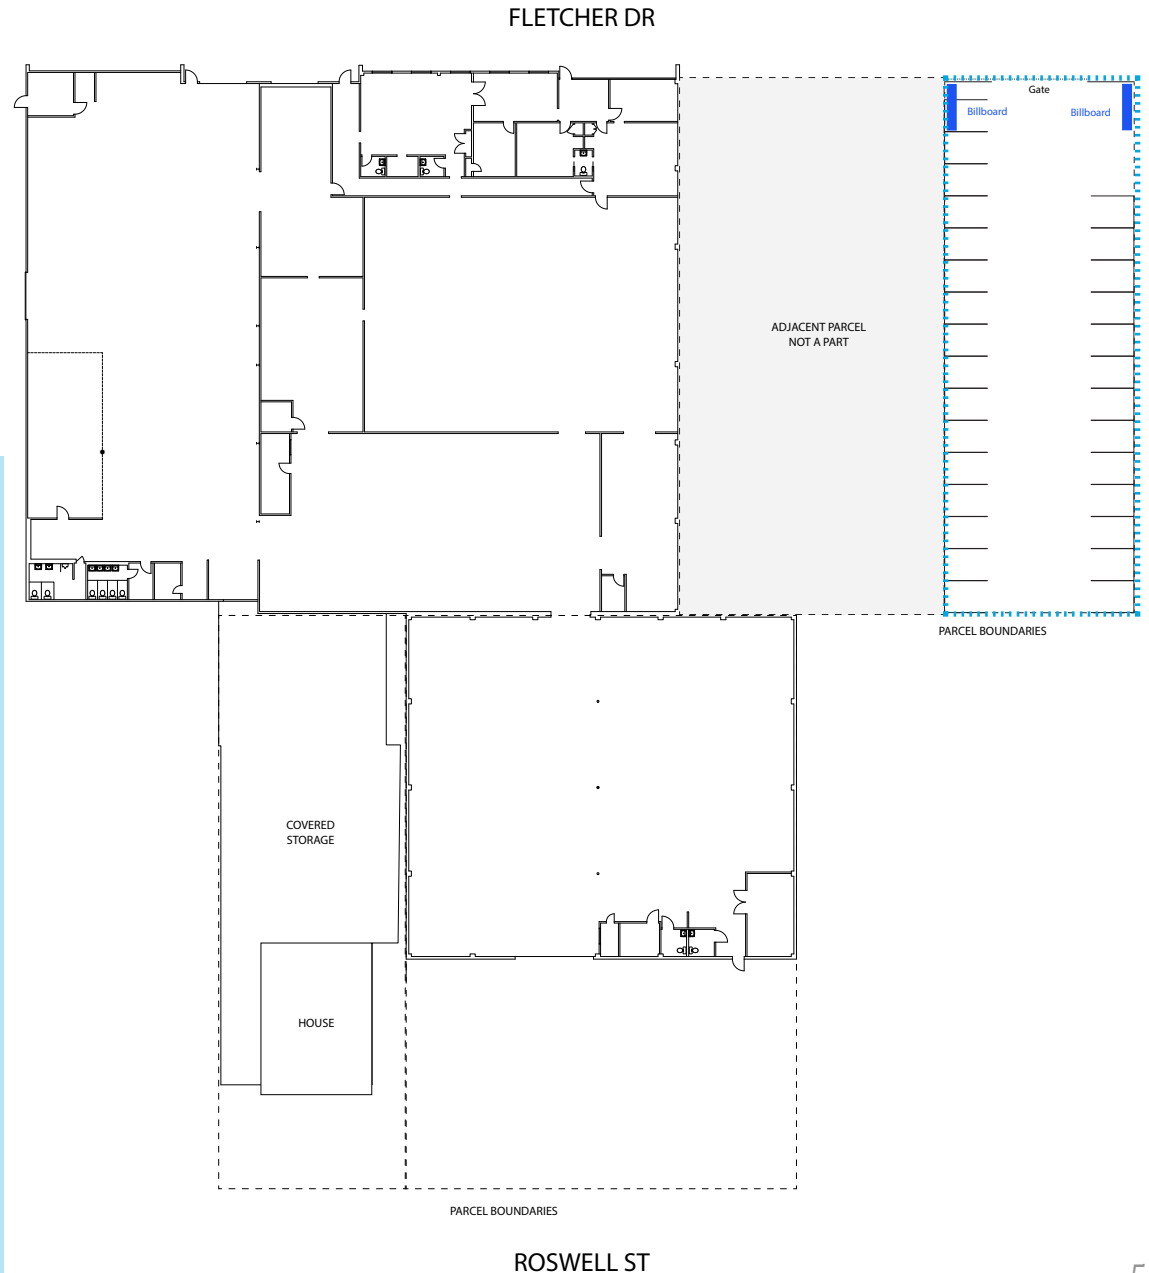 FLETCHER DR
Gate
Billboard
Billboard
ADJACENT PARCEL
NOT A PART
PARCEL BOUNDARIES
COVERED
STORAGE
HOUSE
PARCEL BOUNDARIES
ROSWELL ST